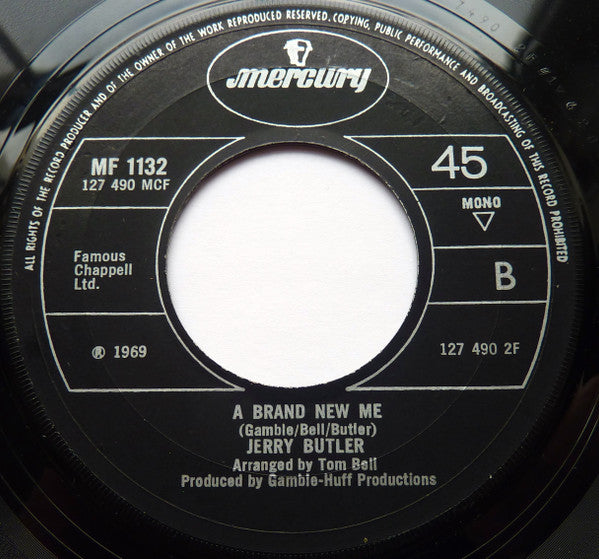 ALL RIGHTS OF THE RECORD PRODUCER AND OF THE OWNER OF THE WORK REPRODUCED RESERVED. COPYING, PUBLIC PERFORMANCE AND BROADCASTING OF THIS RECORD PROHIBITED
mercury
MF 1132
127 490 MCF
45
MONO
Famous
Chappell
Ltd.
B
℗ 1969
127 490 2F
A BRAND NEW ME
(Gamble/Bell/Butler)
JERRY BUTLER
Arranged by Tom Bell
Produced by Gamble-Huff Productions